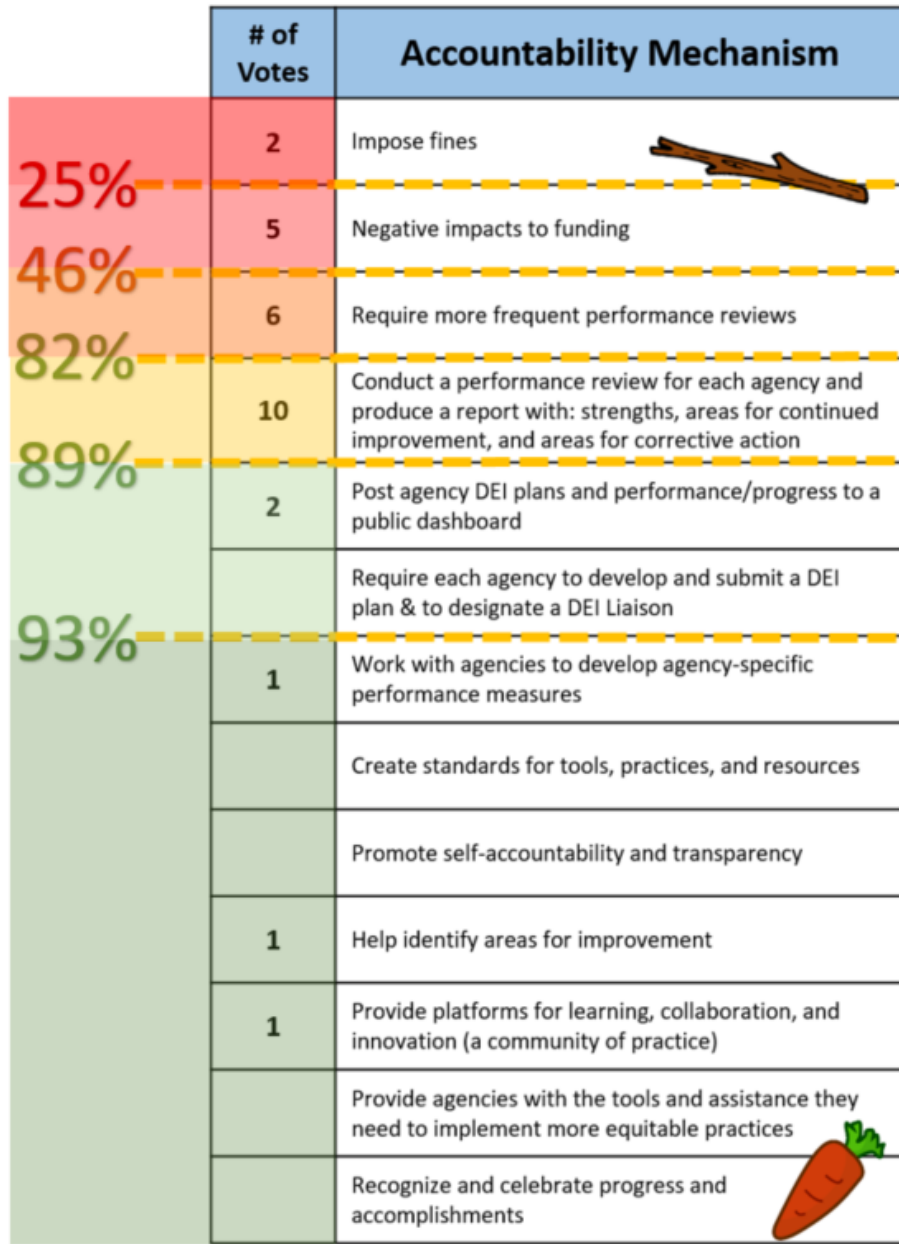 # of
Votes
Accountability Mechanism
2
Impose fines
25%
5
Negative impacts to funding
46%
6
Require more frequent performance reviews
82%
10
Conduct a performance review for each agency and
produce a report with: strengths, areas for continued
improvement, and areas for corrective action
89%
2
Post agency DEI plans and performance/progress to a
public dashboard
Require each agency to develop and submit a DEI
plan & to designate a DEI Liaison
93%
1
Work with agencies to develop agency-specific
performance measures
Create standards for tools, practices, and resources
Promote self-accountability and transparency
1
Help identify areas for improvement
1
Provide platforms for learning, collaboration, and
innovation (a community of practice)
Provide agencies with the tools and assistance they
need to implement more equitable practices
Recognize and celebrate progress and
accomplishments